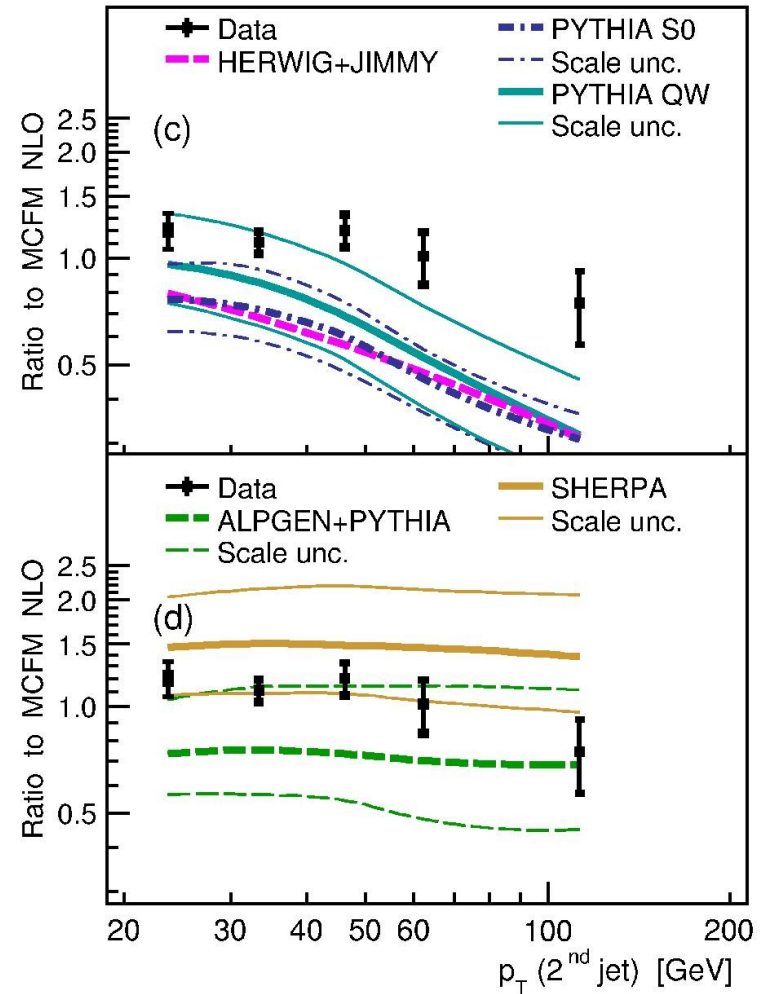 Data
HERWIG+JIMMY
PYTHIA S0
Scale unc.
PYTHIA QW
Scale unc.
(c)
Ratio to MCFM NLO
2.5
2.0
1.5
1.0
0.5
Data
ALPGEN+PYTHIA
Scale unc.
SHERPA
Scale unc.
(d)
Ratio to MCFM NLO
2.5
2.0
1.5
1.0
0.5
20 30 40 50 60 100 200
p_T (2^nd jet) [GeV]